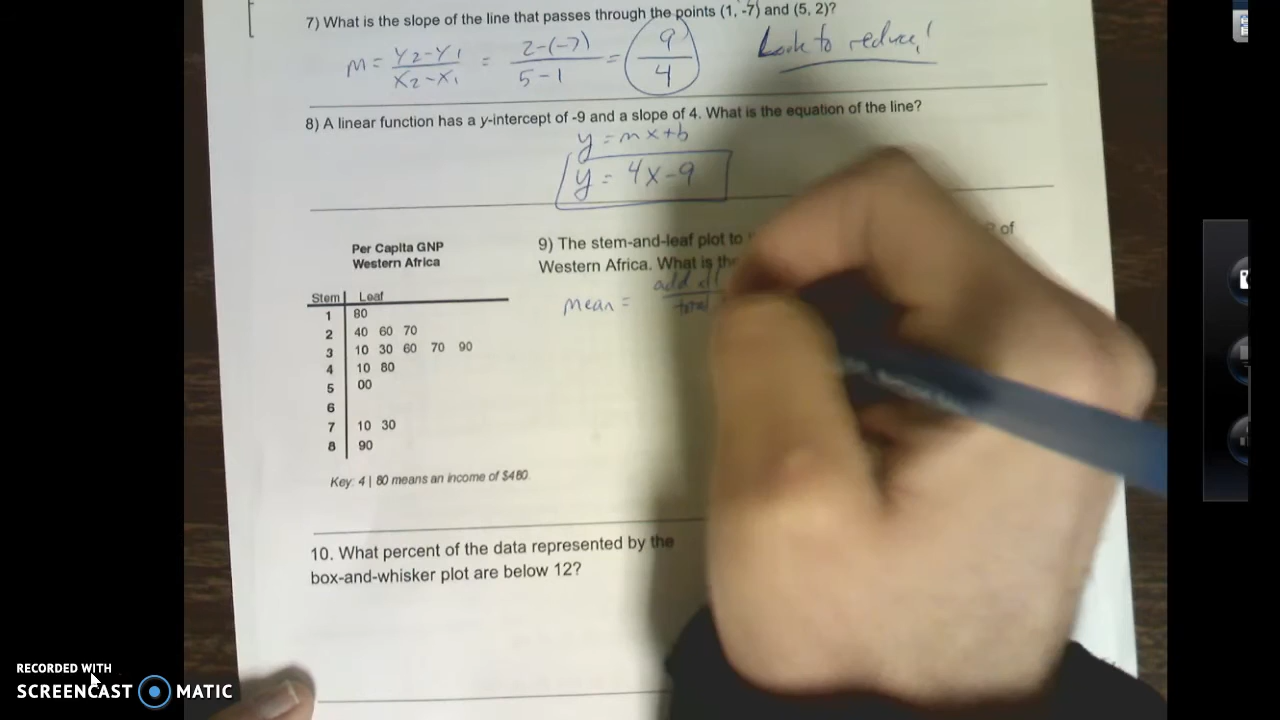 7) What is the slope of the line that passes through the points (1, -7) and (5, 2)?
m = Y2-Y1 / X2-X1 = 2-(-7) / 5-1 = 9/4 Look to reduce!
8) A linear function has a y-intercept of -9 and a slope of 4. What is the equation of the line?
y = mx+b
y = 4x-9
Per Capita GNP
Western Africa
Stem Leaf
1 80
2 40 60 70
3 10 30 60 70 90
4 10 80
5 00
6
7 10 30
8 90
Key: 4 | 80 means an income of $480.
9) The stem-and-leaf plot to of
Western Africa. What is the
mean = add all / total
10. What percent of the data represented by the
box-and-whisker plot are below 12?
RECORDED WITH
SCREENCAST MATIC